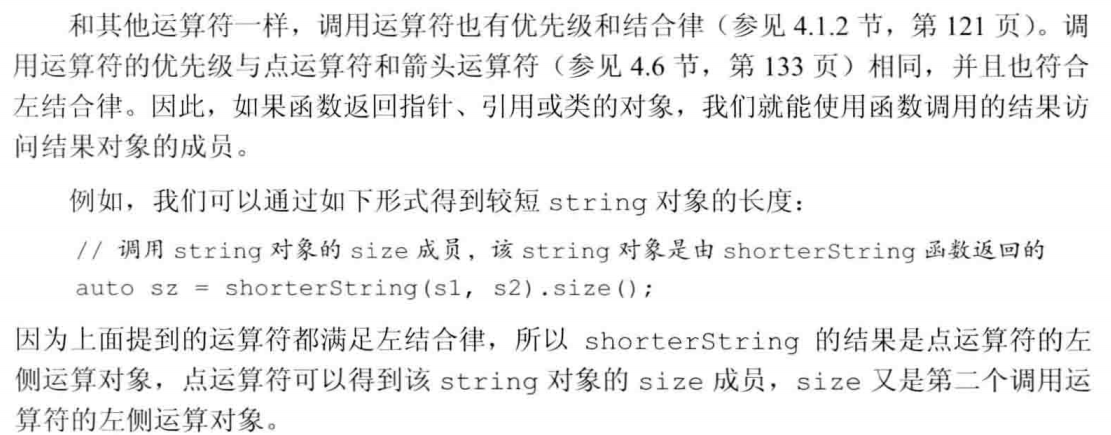 和其他运算符一样，调用运算符也有优先级和结合律（参见 4.1.2 节，第 121 页）。调
用运算符的优先级与点运算符和箭头运算符（参见 4.6 节，第 133 页）相同，并且也符合
左结合律。因此，如果函数返回指针、引用或类的对象，我们就能使用函数调用的结果访
问结果对象的成员。
例如，我们可以通过如下形式得到较短 string 对象的长度：
// 调用 string 对象的 size 成员，该 string 对象是由 shorterString 函数返回的
auto sz = shorterString(s1, s2).size();
因为上面提到的运算符都满足左结合律，所以 shorterString 的结果是点运算符的左
侧运算对象，点运算符可以得到该 string 对象的 size 成员，size 又是第二个调用运
算符的左侧运算对象。